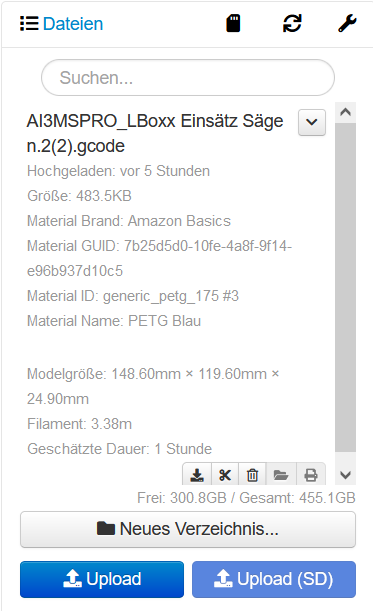 Dateien
Suchen...
AI3MSPRO_LBoxx Einsätz Säge
n.2(2).gcode
Hochgeladen: vor 5 Stunden
Größe: 483.5KB
Material Brand: Amazon Basics
Material GUID: 7b25d5d0-10fe-4a8f-9f14-
e96b937d10c5
Material ID: generic_petg_175 #3
Material Name: PETG Blau
Modelgröße: 148.60mm × 119.60mm ×
24.90mm
Filament: 3.38m
Geschätzte Dauer: 1 Stunde
Frei: 300.8GB / Gesamt: 455.1GB
Neues Verzeichnis...
Upload
Upload (SD)